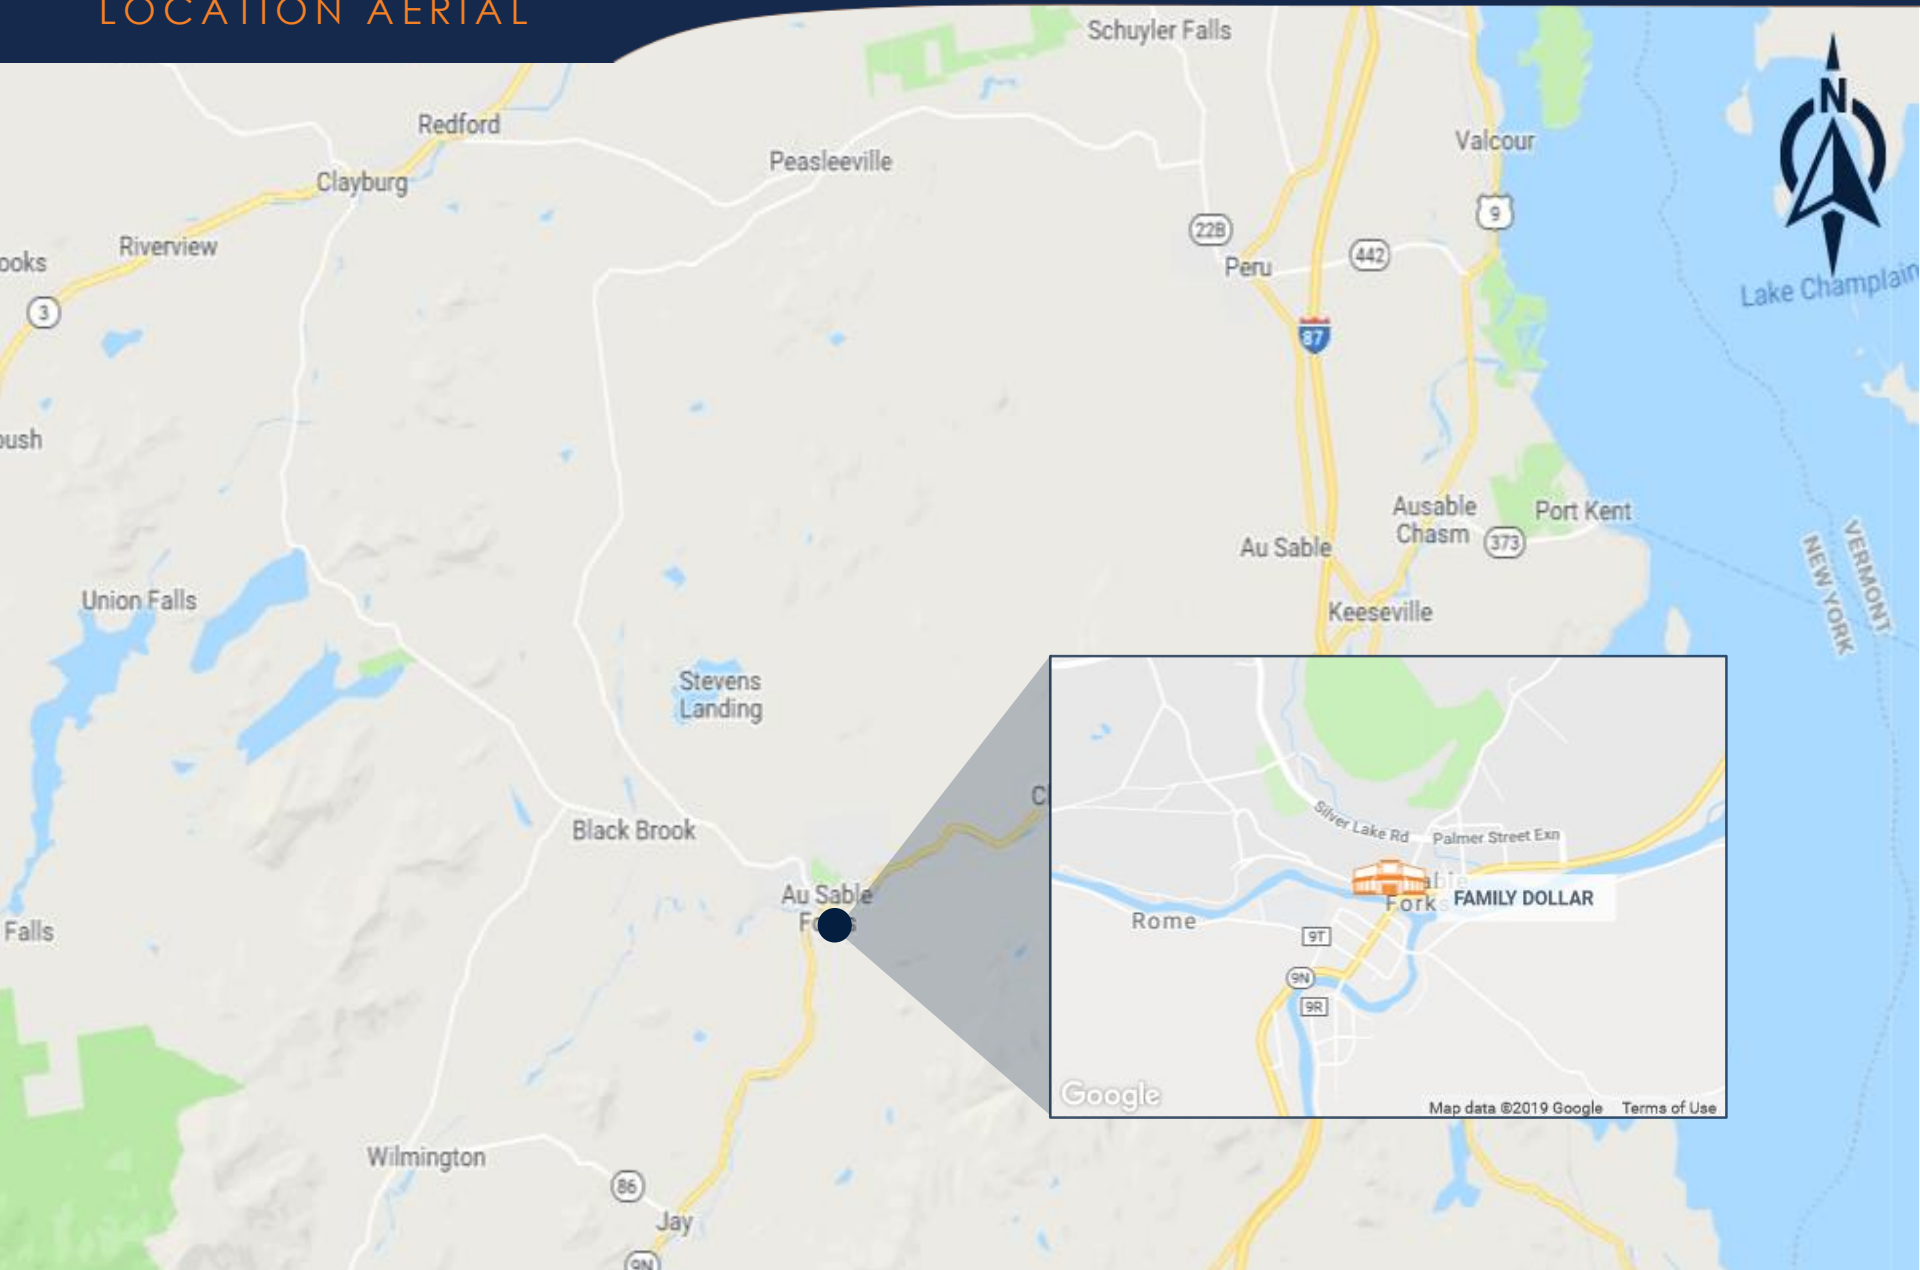 LOCATION AERIAL
Schuyler Falls
N
Redford
Valcour
Peasleeville
Clayburg
9
22B
Riverview
442
ooks
Peru
Lake Champlain
3
87
oush
Ausable
Chasm
Port Kent
373
Au Sable
VERMONT
NEW YORK
Union Falls
Keeseville
Stevens
Landing
C
Black Brook
Au Sable
Falls
Silver Lake Rd
Palmer Street Exn
FAMILY DOLLAR
Fork
Rome
9T
9N
9R
Google
Map data ©2019 Google Terms of Use
Wilmington
86
Jay
9N